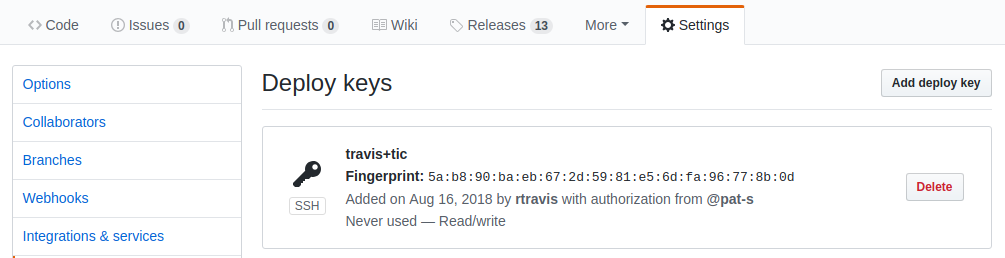 Code Issues 0 Pull requests 0 Wiki Releases 13 More Settings
Options
Collaborators
Branches
Webhooks
Integrations & services
Deploy keys
Add deploy key
travis+tic
Fingerprint: 5a:b8:90:ba:eb:67:2d:59:81:e5:6d:fa:96:77:8b:0d
Added on Aug 16, 2018 by rtravis with authorization from @pat-s
Never used — Read/write
SSH
Delete